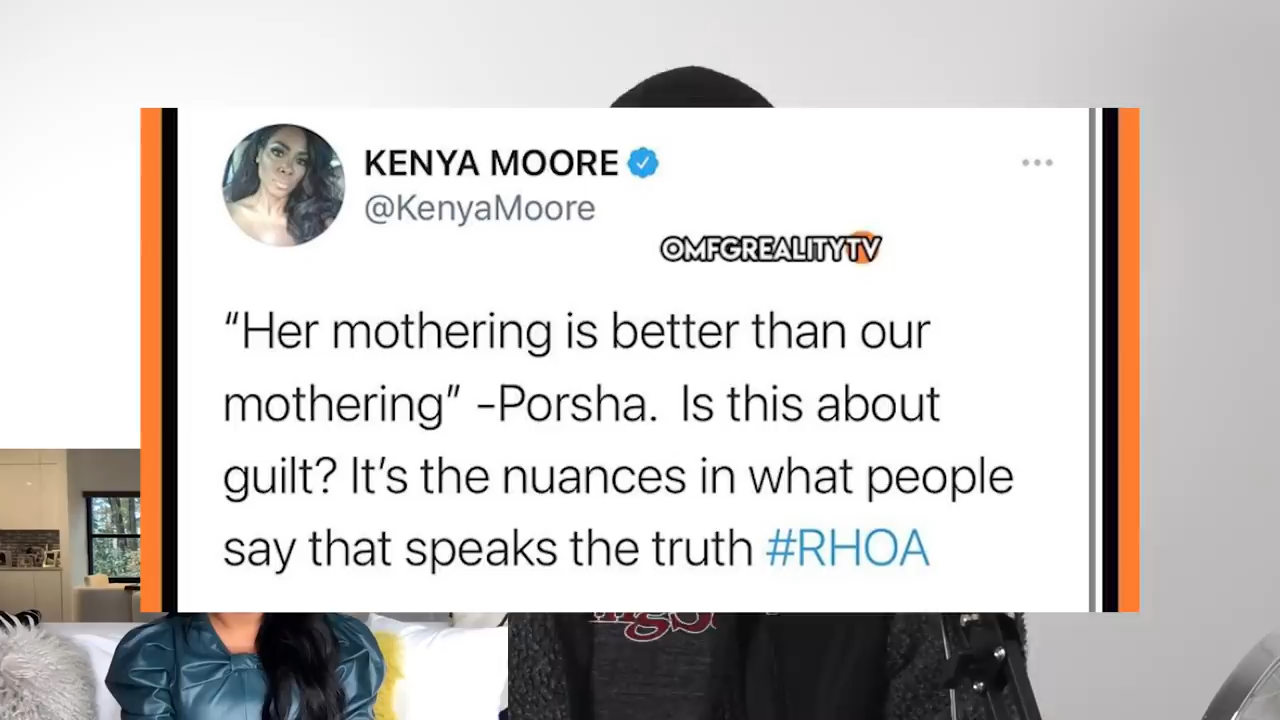 KENYA MOORE
@KenyaMoore
OMFGREALITYTV
“Her mothering is better than our
mothering” -Porsha.  Is this about
guilt? It’s the nuances in what people
say that speaks the truth #RHOA